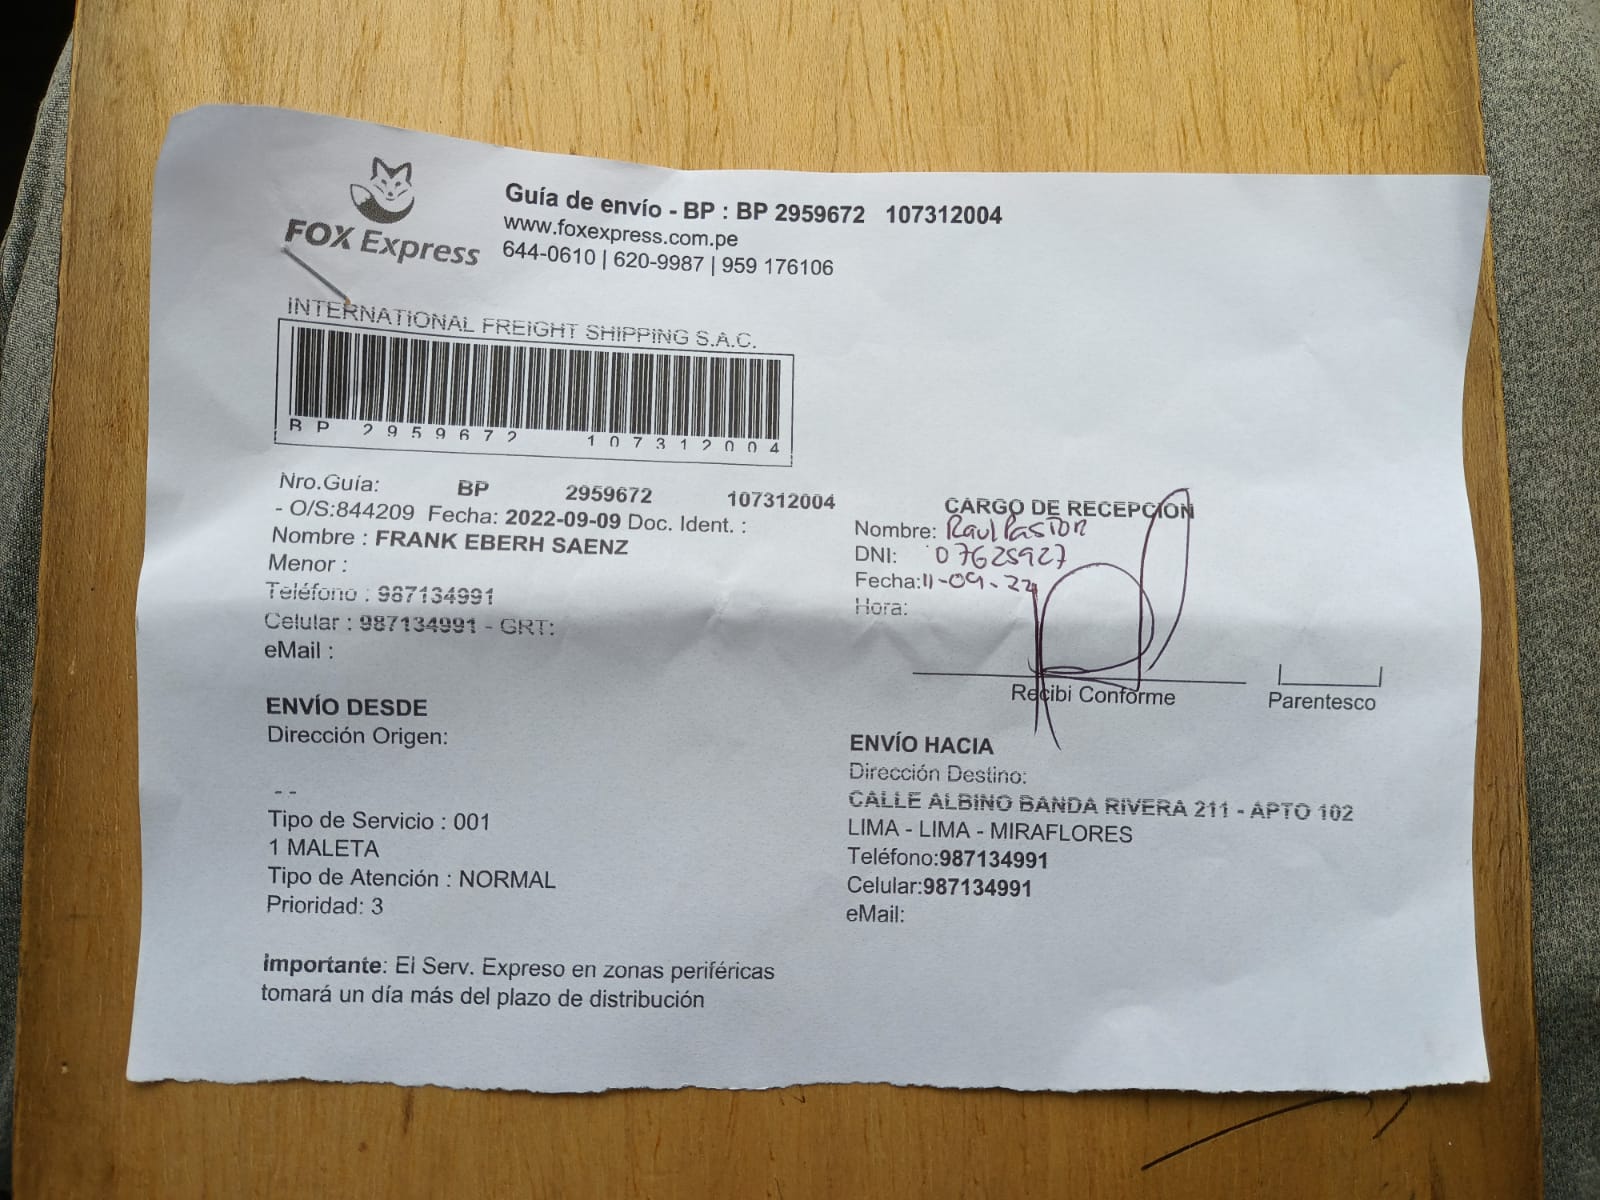 FOX Express
Guía de envío - BP : BP 2959672 107312004
www.foxexpress.com.pe
644-0610 | 620-9987 | 959 176106
INTERNATIONAL FREIGHT SHIPPING S.A.C.
BP 2959672 107312004
Nro.Guía: BP 2959672 107312004
- O/S:844209 Fecha: 2022-09-09 Doc. Ident. :
Nombre : FRANK EBERH SAENZ
Menor :
Teléfono : 987134991
Celular : 987134991 - GRT:
eMail :
CARGO DE RECEPCIÓN
Nombre: Raul Pastor
DNI: 07625927
Fecha: 11-09-22
Hora:
Recibi Conforme
Parentesco
ENVÍO DESDE
Dirección Origen:
- -
Tipo de Servicio : 001
1 MALETA
Tipo de Atención : NORMAL
Prioridad: 3
ENVÍO HACIA
Dirección Destino:
CALLE ALBINO BANDA RIVERA 211 - APTO 102
LIMA - LIMA - MIRAFLORES
Teléfono:987134991
Celular:987134991
eMail:
Importante: El Serv. Expreso en zonas periféricas
tomará un día más del plazo de distribución